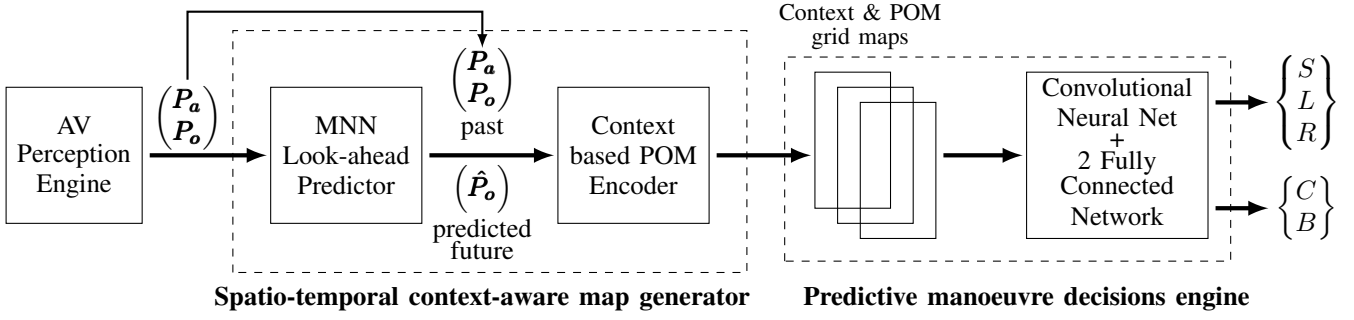 AV
Perception
Engine
P_a
P_o
MNN
Look-ahead
Predictor
P_a
P_o
past
P̂_o
predicted
future
Context
based POM
Encoder
Spatio-temporal context-aware map generator
Context & POM
grid maps
Convolutional
Neural Net
+
2 Fully
Connected
Network
S
L
R
C
B
Predictive manoeuvre decisions engine